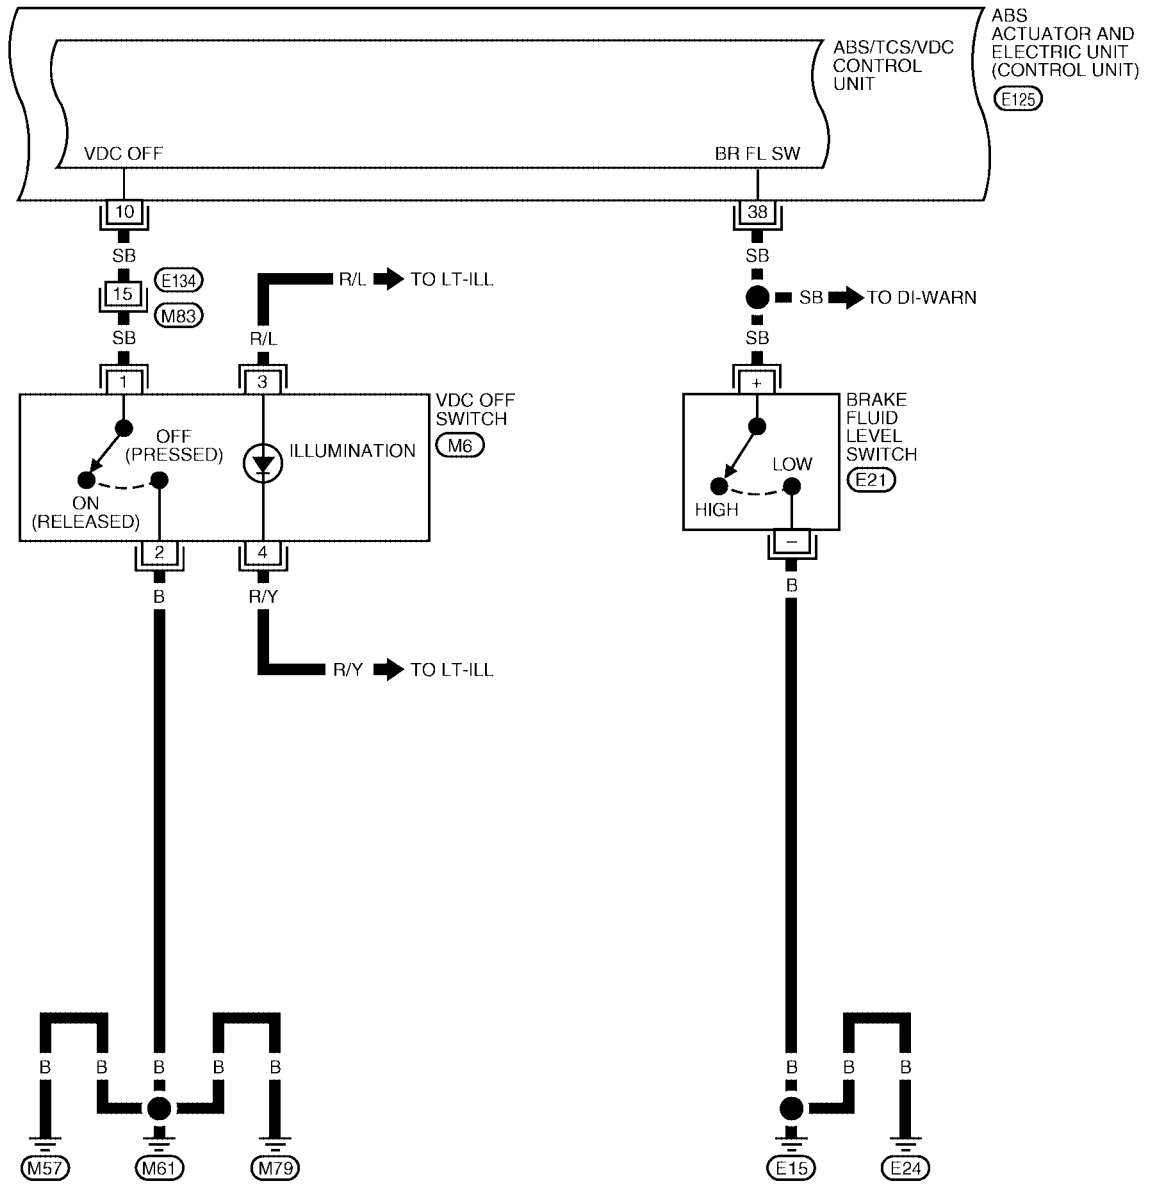 ABS
ACTUATOR AND
ELECTRIC UNIT
(CONTROL UNIT)
E125
ABS/TCS/VDC
CONTROL
UNIT
VDC OFF
BR FL SW
10
38
SB
SB
15
E134
M83
R/L
TO LT-ILL
SB
TO DI-WARN
SB
R/L
SB
1
3
+
VDC OFF
SWITCH
M6
BRAKE
FLUID
LEVEL
SWITCH
E21
OFF
(PRESSED)
ILLUMINATION
ON
(RELEASED)
LOW
HIGH
2
4
–
B
R/Y
B
R/Y
TO LT-ILL
B
B
B
B
B
B
B
B
M57
M61
M79
E15
E24